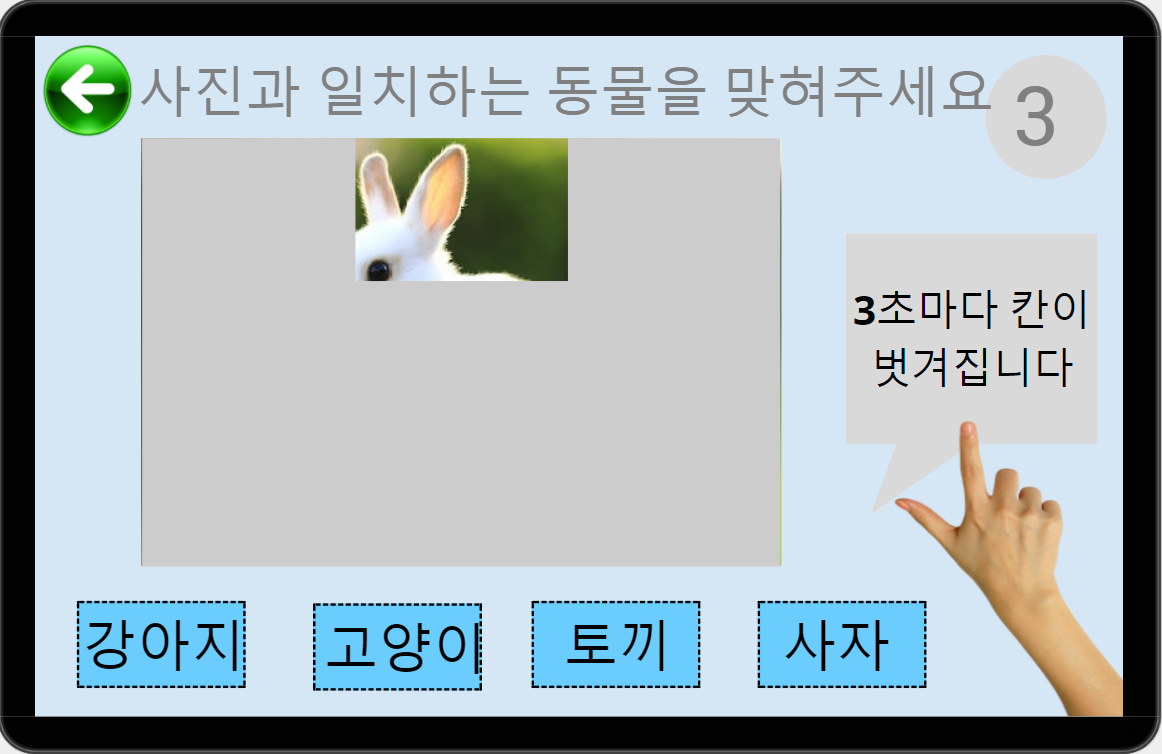 사진과 일치하는 동물을 맞혀주세요
3
3초마다 칸이
벗겨집니다
강아지
고양이
토끼
사자